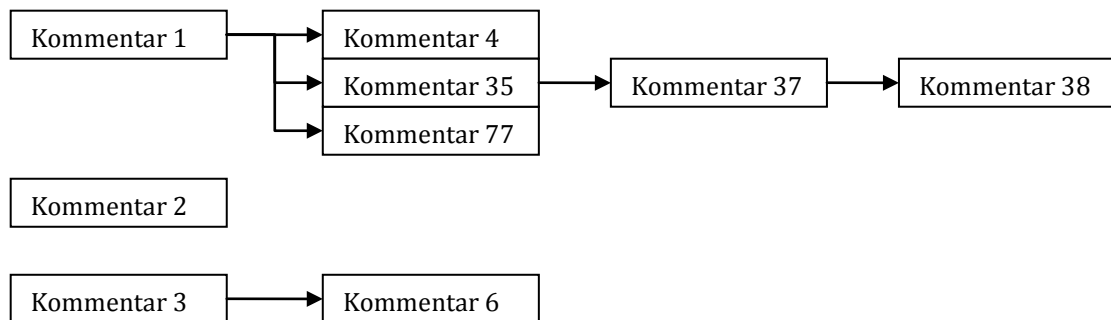 Kommentar 1
Kommentar 4
Kommentar 35
Kommentar 37
Kommentar 38
Kommentar 77
Kommentar 2
Kommentar 3
Kommentar 6